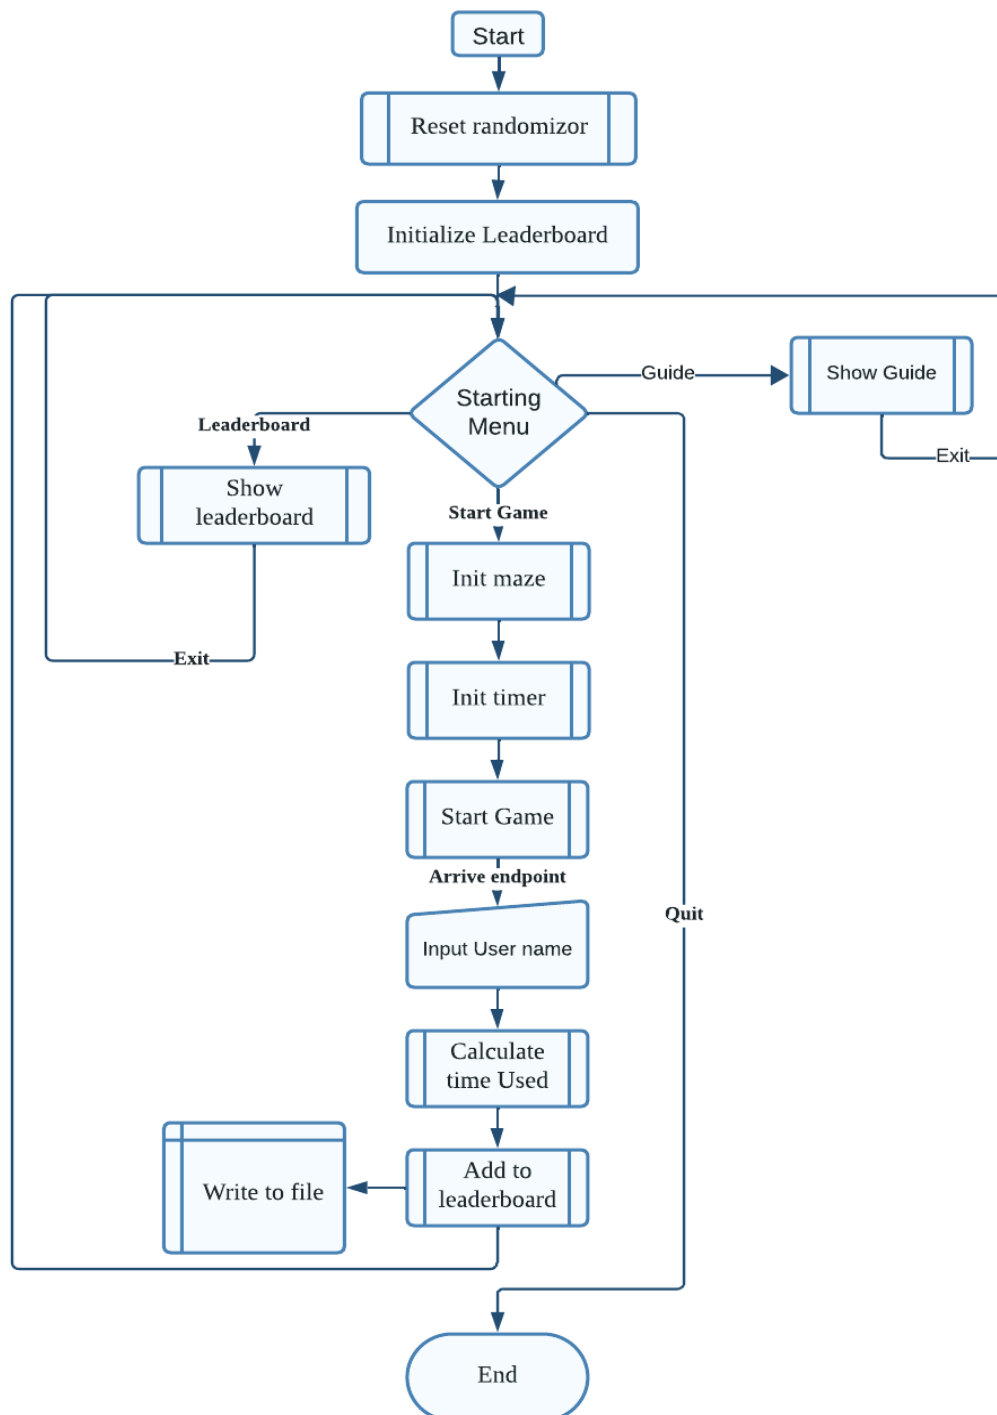 Start
Reset randomizor
Initialize Leaderboard
Starting
Menu
Guide
Show Guide
Exit
Leaderboard
Show
leaderboard
Exit
Start Game
Init maze
Init timer
Start Game
Arrive endpoint
Input User name
Quit
Calculate
time Used
Add to
leaderboard
Write to file
End